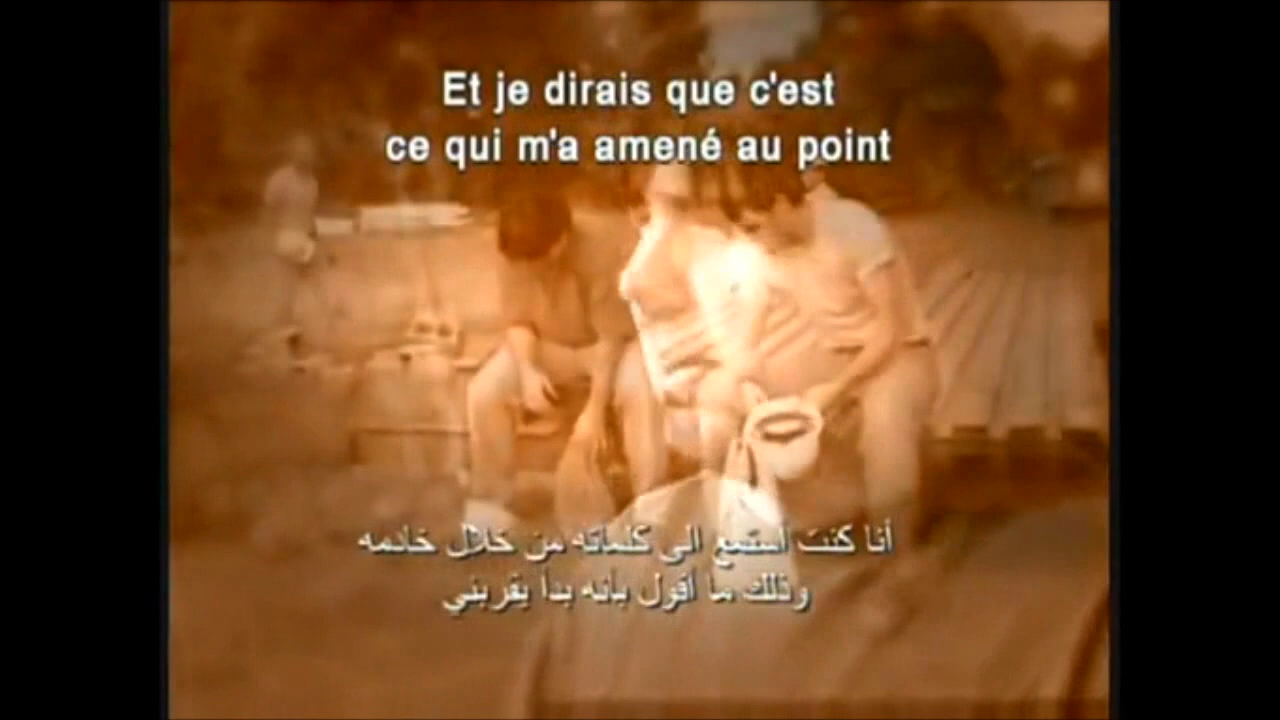 Et je dirais que c'est
ce qui m'a amené au point
أنا كنت أستمع الى كلماته من خلال خادمه
وذلك ما أقول بأنه بدأ يقربني